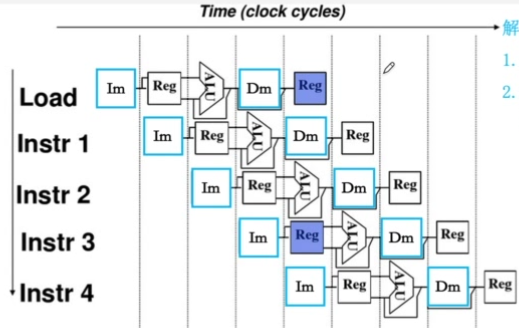 Time (clock cycles)
解
1.
2.
Load Im Reg ALU Dm Reg
Instr 1 Im Reg ALU Dm Reg
Instr 2 Im Reg ALU Dm Reg
Instr 3 Im Reg ALU Dm Reg
Instr 4 Im Reg ALU Dm Reg